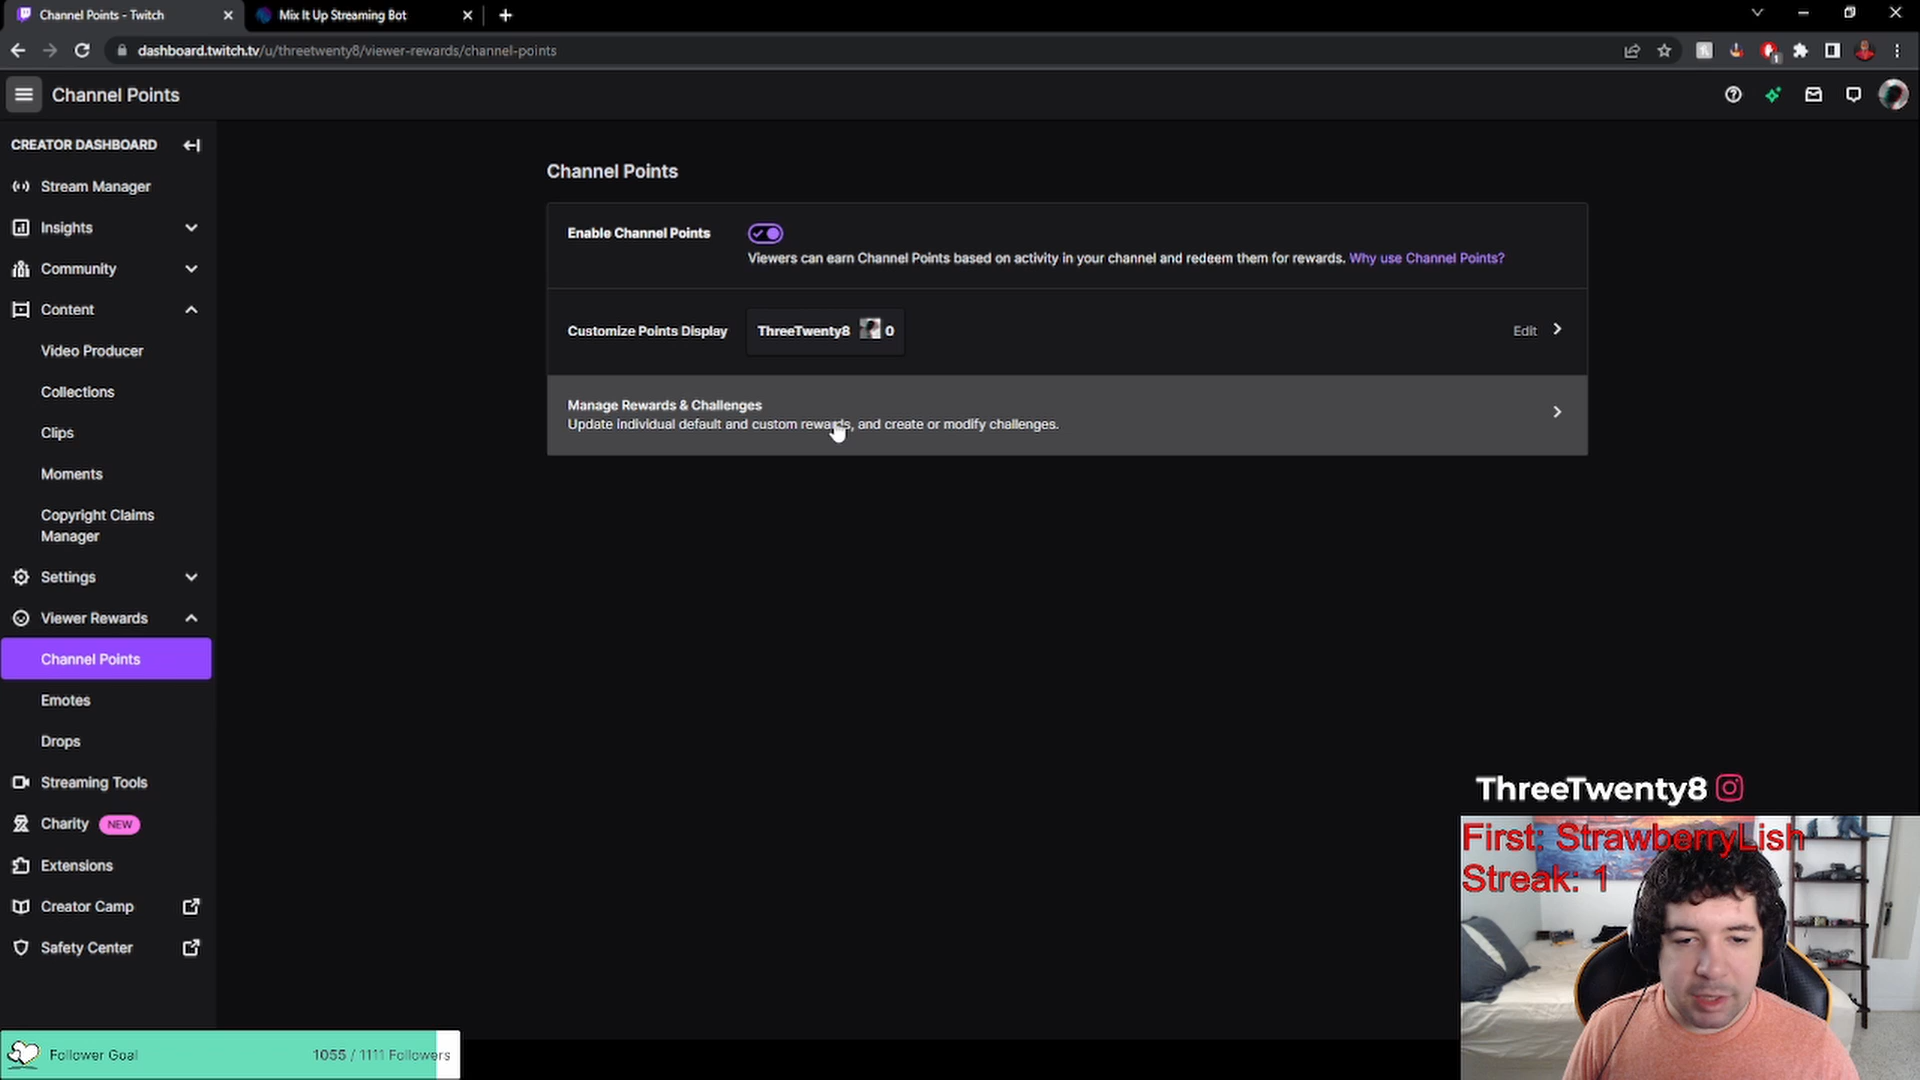 Channel Points - Twitch
Mix It Up Streaming Bot
dashboard.twitch.tv/u/threetwenty8/viewer-rewards/channel-points
1
Channel Points
CREATOR DASHBOARD
Stream Manager
Insights
Community
Content
Video Producer
Collections
Clips
Moments
Copyright Claims
Manager
Settings
Viewer Rewards
Channel Points
Emotes
Drops
Streaming Tools
Charity NEW
Extensions
Creator Camp
Safety Center
Channel Points
Enable Channel Points
Viewers can earn Channel Points based on activity in your channel and redeem them for rewards. Why use Channel Points?
Customize Points Display
ThreeTwenty8 0
Edit
Manage Rewards & Challenges
Update individual default and custom rewards, and create or modify challenges.
ThreeTwenty8
First: StrawberryLish
Streak: 1
Follower Goal
1055 / 1111 Followers